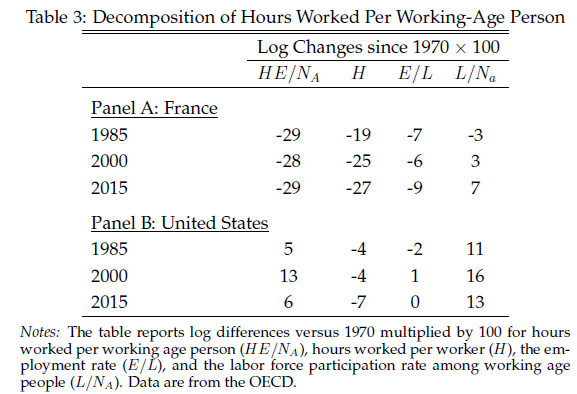 Table 3: Decomposition of Hours Worked Per Working-Age Person
Log Changes since 1970 × 100
HE/N_A H E/L L/N_a
Panel A: France
1985 -29 -19 -7 -3
2000 -28 -25 -6 3
2015 -29 -27 -9 7
Panel B: United States
1985 5 -4 -2 11
2000 13 -4 1 16
2015 6 -7 0 13
Notes: The table reports log differences versus 1970 multiplied by 100 for hours
worked per working age person (HE/N_A), hours worked per worker (H), the em-
ployment rate (E/L), and the labor force participation rate among working age
people (L/N_A). Data are from the OECD.